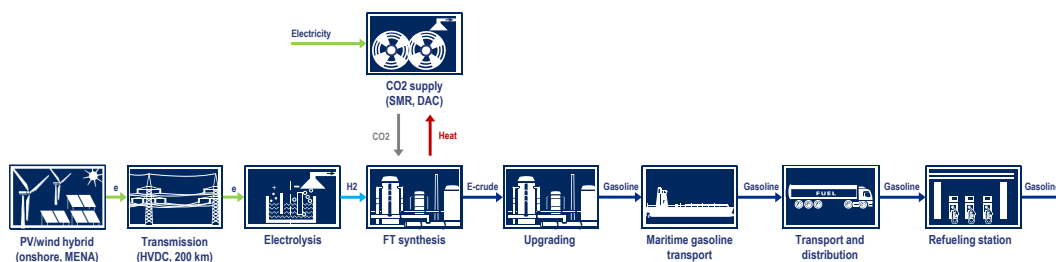 Electricity
CO2 supply
(SMR, DAC)
CO2
Heat
e
e
H2
E-crude
Gasoline
Gasoline
Gasoline
Gasoline
FUEL
PV/wind hybrid
(onshore, MENA)
Transmission
(HVDC, 200 km)
Electrolysis
FT synthesis
Upgrading
Maritime gasoline
transport
Transport and
distribution
Refueling station